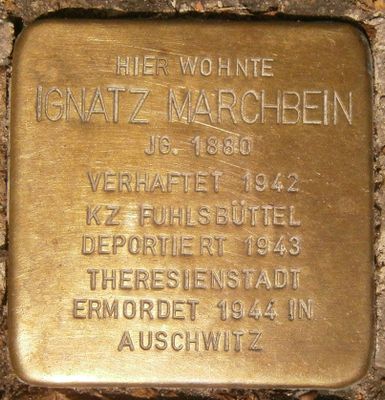 HIER WOHNTE
IGNATZ MARCHBEIN
JG. 1880
VERHAFTET 1942
KZ FUHLSBÜTTEL
DEPORTIERT 1943
THERESIENSTADT
ERMORDET 1944 IN
AUSCHWITZ